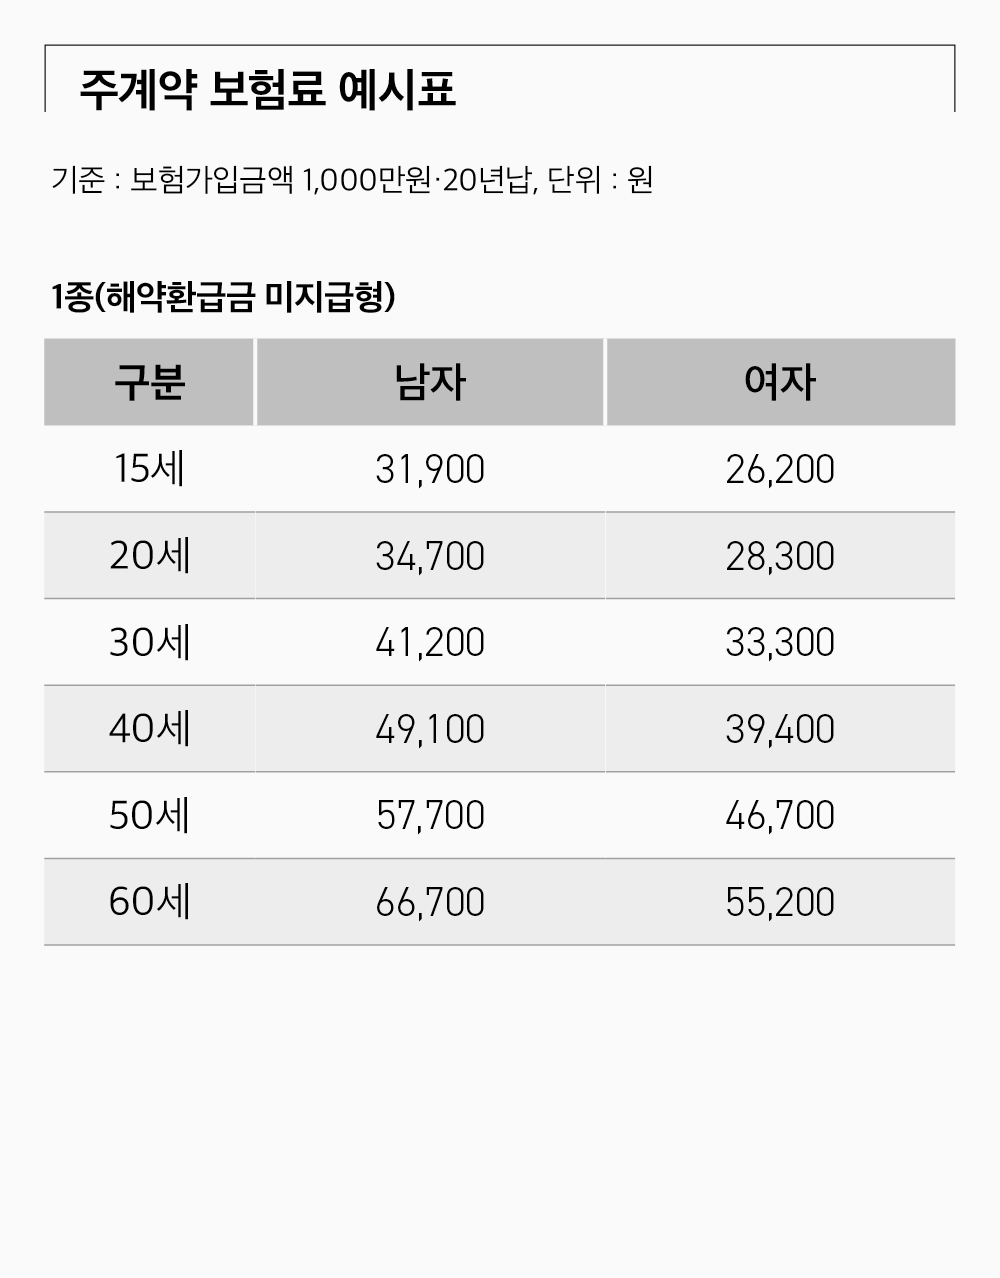 주계약 보험료 예시표
기준 : 보험가입금액 1,000만원·20년납, 단위 : 원
1종(해약환급금 미지급형)
구분 남자 여자
15세 31,900 26,200
20세 34,700 28,300
30세 41,200 33,300
40세 49,100 39,400
50세 57,700 46,700
60세 66,700 55,200